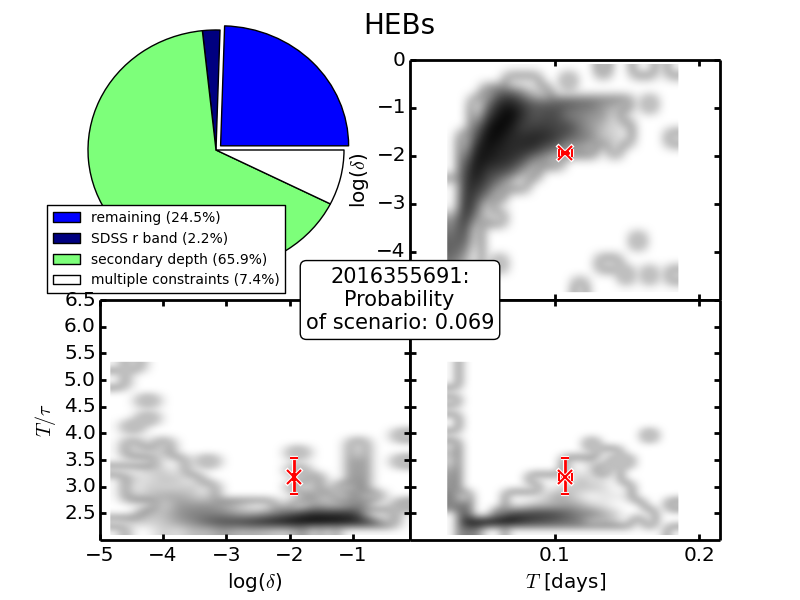 HEBs
remaining (24.5%)
SDSS r band (2.2%)
secondary depth (65.9%)
multiple constraints (7.4%)
0
−1
−2
−3
−4
log(δ)
2016355691:
Probability
of scenario: 0.069
6.5
6.0
5.5
5.0
4.5
4.0
3.5
3.0
2.5
T/τ
−5 −4 −3 −2 −1
log(δ)
0.1 0.2
T [days]